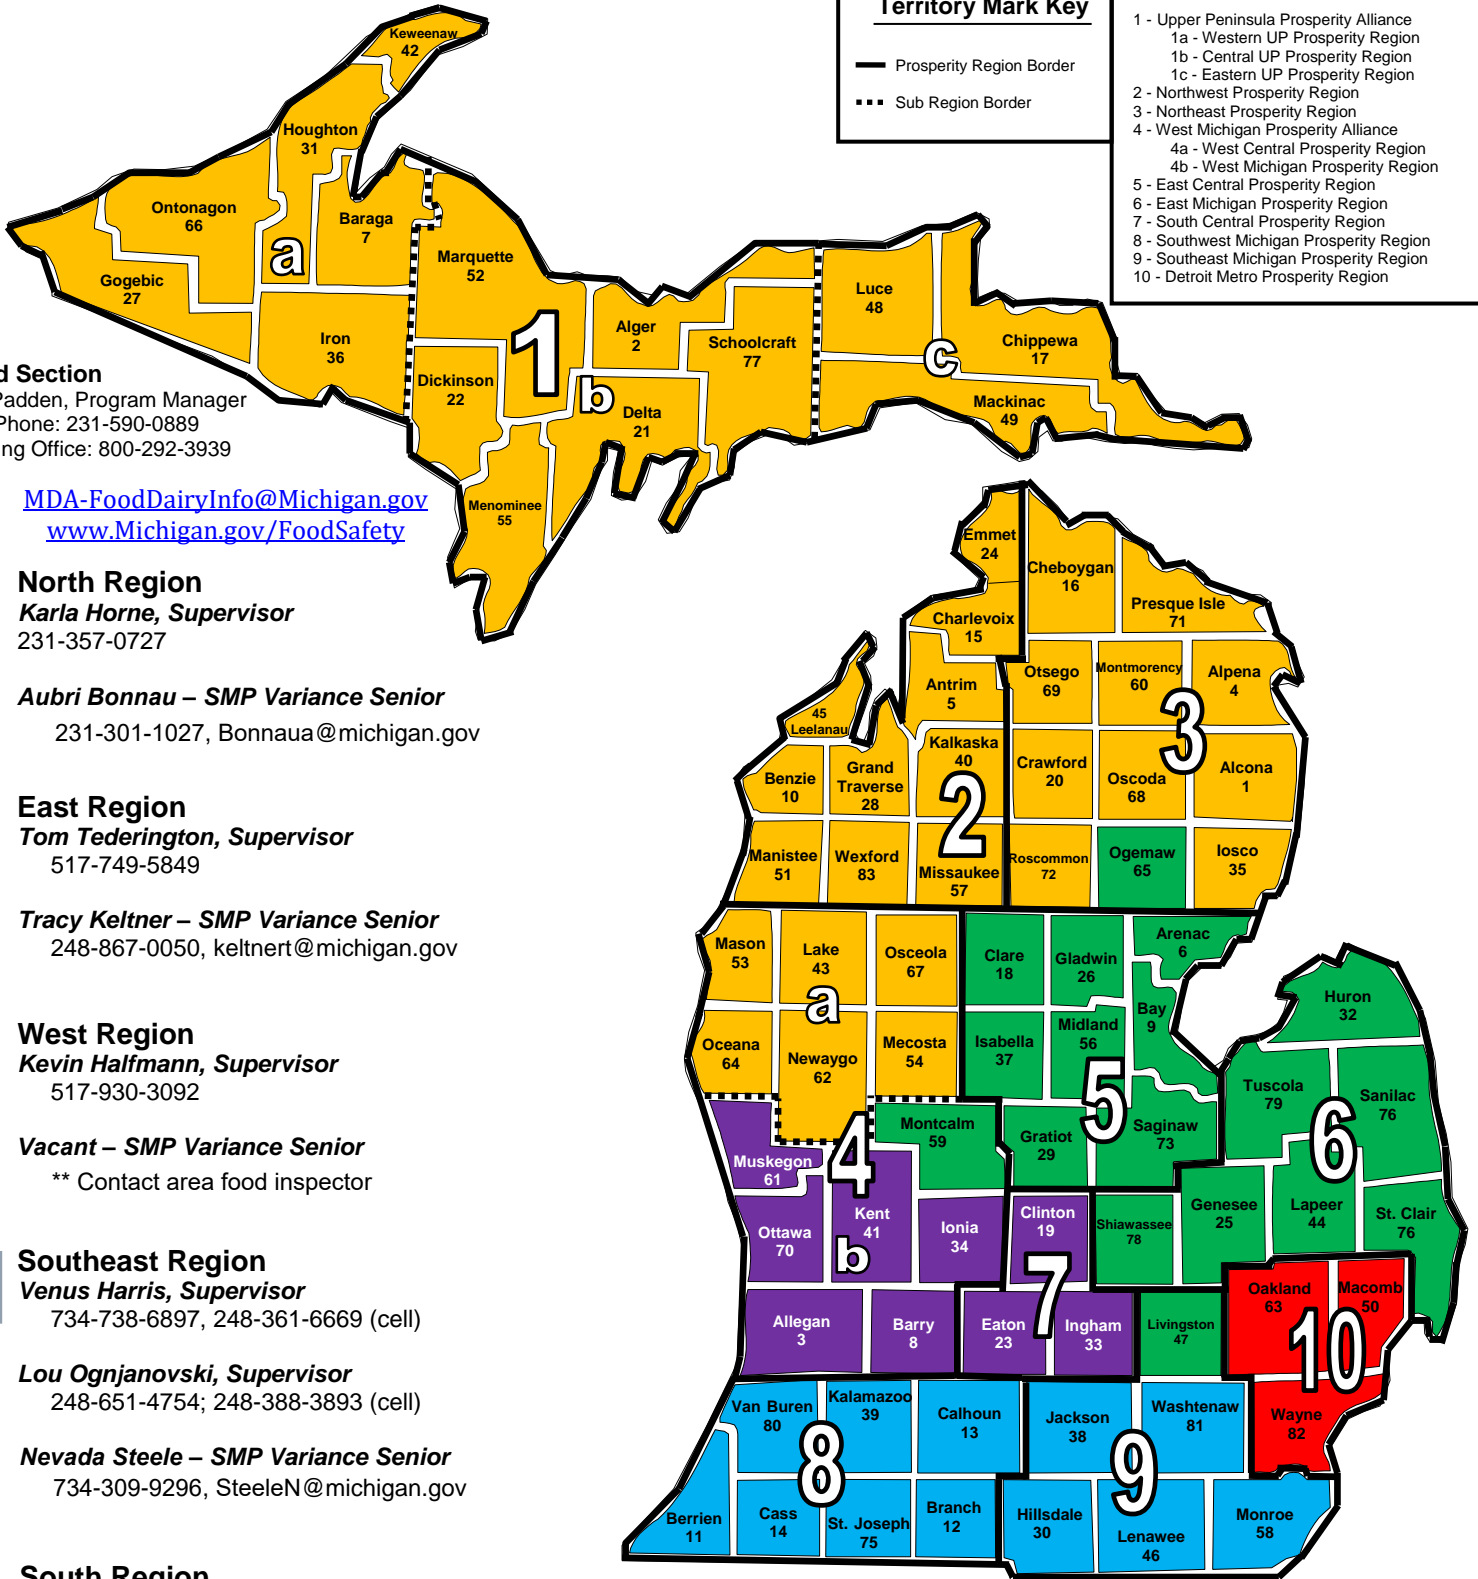 Territory Mark Key
Prosperity Region Border
Sub Region Border
1 - Upper Peninsula Prosperity Alliance
1a - Western UP Prosperity Region
1b - Central UP Prosperity Region
1c - Eastern UP Prosperity Region
2 - Northwest Prosperity Region
3 - Northeast Prosperity Region
4 - West Michigan Prosperity Alliance
4a - West Central Prosperity Region
4b - West Michigan Prosperity Region
5 - East Central Prosperity Region
6 - East Michigan Prosperity Region
7 - South Central Prosperity Region
8 - Southwest Michigan Prosperity Region
9 - Southeast Michigan Prosperity Region
10 - Detroit Metro Prosperity Region
Keweenaw
42
Houghton
31
Ontonagon
66
Baraga
7
a
Gogebic
27
Iron
36
Marquette
52
1
Dickinson
22
b
Alger
2
Schoolcraft
77
Delta
21
Menominee
55
Luce
48
c
Chippewa
17
Mackinac
49
d Section
Padden, Program Manager
Phone: 231-590-0889
ng Office: 800-292-3939
MDA-FoodDairyInfo@Michigan.gov
www.Michigan.gov/FoodSafety
North Region
Karla Horne, Supervisor
231-357-0727
Aubri Bonnau – SMP Variance Senior
231-301-1027, Bonnaua@michigan.gov
East Region
Tom Tederington, Supervisor
517-749-5849
Tracy Keltner – SMP Variance Senior
248-867-0050, keltnert@michigan.gov
West Region
Kevin Halfmann, Supervisor
517-930-3092
Vacant – SMP Variance Senior
** Contact area food inspector
Southeast Region
Venus Harris, Supervisor
734-738-6897, 248-361-6669 (cell)
Lou Ognjanovski, Supervisor
248-651-4754; 248-388-3893 (cell)
Nevada Steele – SMP Variance Senior
734-309-9296, SteeleN@michigan.gov
South Region
Emmet
24
Cheboygan
16
Presque Isle
71
Charlevoix
15
Antrim
5
Otsego
69
Montmorency
60
Alpena
4
3
45
Leelanau
Kalkaska
40
Benzie
10
Grand
Traverse
28
2
Crawford
20
Oscoda
68
Alcona
1
Manistee
51
Wexford
83
Missaukee
57
Roscommon
72
Ogemaw
65
Iosco
35
Mason
53
Lake
43
Osceola
67
a
Clare
18
Gladwin
26
Arenac
6
Oceana
64
Newaygo
62
Mecosta
54
Isabella
37
Midland
56
Bay
9
5
Huron
32
Tuscola
79
Sanilac
76
6
Montcalm
59
Gratiot
29
Saginaw
73
4
Muskegon
61
Ottawa
70
Kent
41
b
Ionia
34
Clinton
19
7
Shiawassee
78
Genesee
25
Lapeer
44
St. Clair
76
Allegan
3
Barry
8
Eaton
23
Ingham
33
Livingston
47
Oakland
63
Macomb
50
10
Wayne
82
Van Buren
80
Kalamazoo
39
8
Calhoun
13
Jackson
38
Washtenaw
81
9
Berrien
11
Cass
14
St. Joseph
75
Branch
12
Hillsdale
30
Lenawee
46
Monroe
58